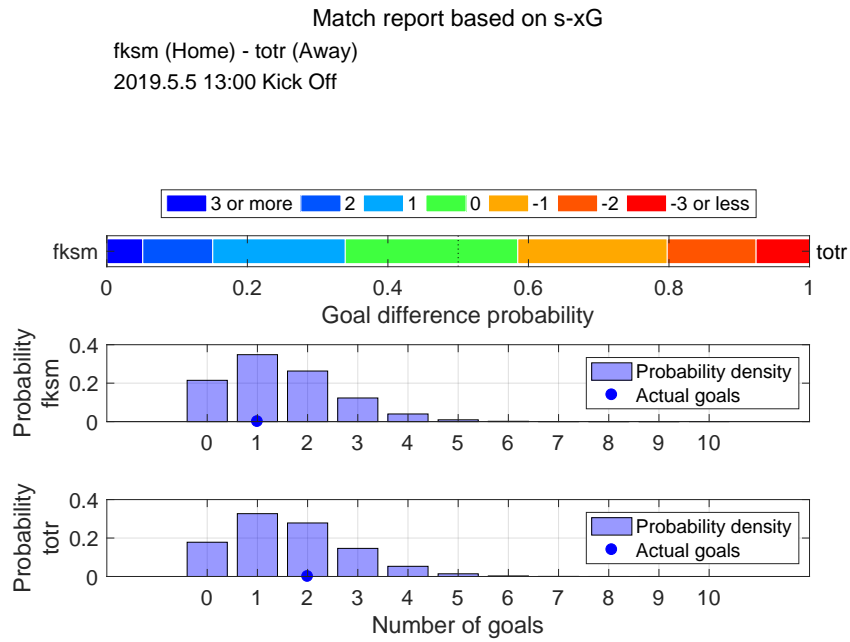 Match report based on s-xG
fksm (Home) - totr (Away)
2019.5.5 13:00 Kick Off
3 or more 2 1 0 -1 -2 -3 or less
fksm totr
0 0.2 0.4 0.6 0.8 1
Goal difference probability
Probability
fksm
0.4
0.2
0
Probability density
Actual goals
0 1 2 3 4 5 6 7 8 9 10
Probability
totr
0.4
0.2
0
Probability density
Actual goals
0 1 2 3 4 5 6 7 8 9 10
Number of goals